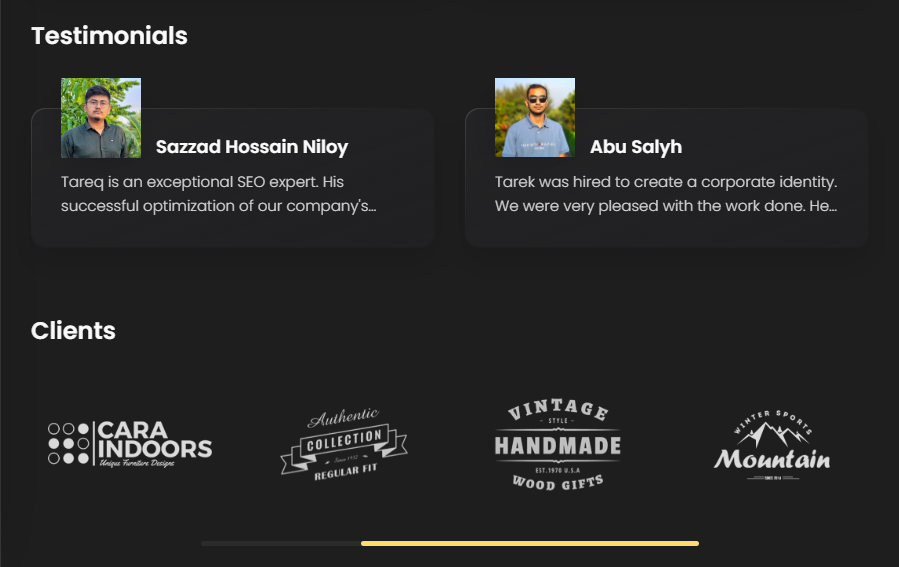 Testimonials
Sazzad Hossain Niloy
Tareq is an exceptional SEO expert. His
successful optimization of our company's...
Abu Salyh
Tarek was hired to create a corporate identity.
We were very pleased with the work done. He...
Clients
CARA
INDOORS
Unique Furniture Designs
Authentic
COLLECTION
Since 1952
REGULAR FIT
VINTAGE
- STYLE -
HANDMADE
EST.1970 U.S.A
WOOD GIFTS
WINTER SPORTS
Mountain